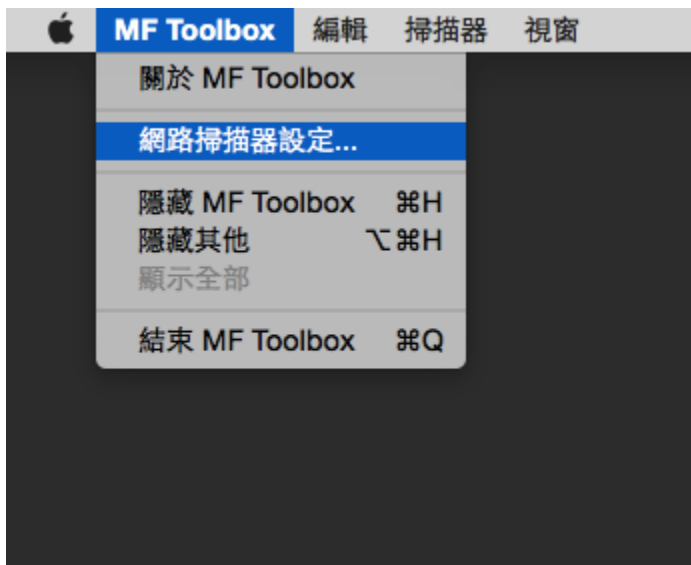 MF Toolbox 編輯 掃描器 視窗
關於 MF Toolbox
網路掃描器設定...
隱藏 MF Toolbox ⌘H
隱藏其他 ⌥⌘H
顯示全部
結束 MF Toolbox ⌘Q